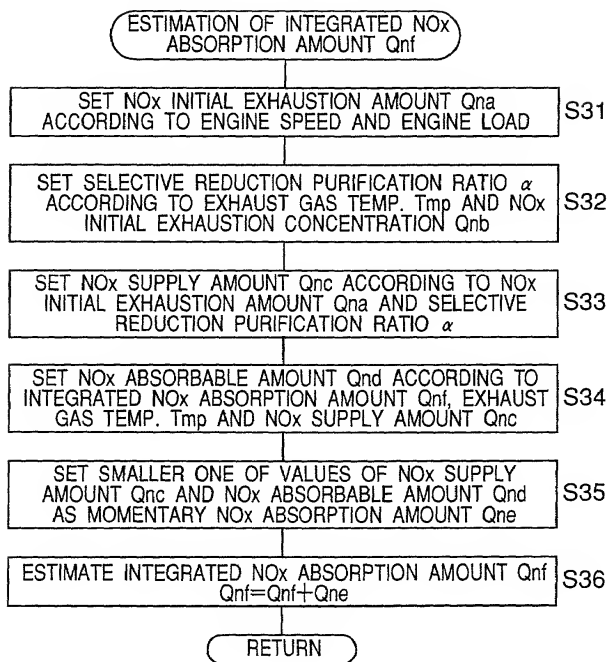 ESTIMATION OF INTEGRATED NOx
ABSORPTION AMOUNT Qnf
SET NOx INITIAL EXHAUSTION AMOUNT Qna
ACCORDING TO ENGINE SPEED AND ENGINE LOAD
S31
SET SELECTIVE REDUCTION PURIFICATION RATIO α
ACCORDING TO EXHAUST GAS TEMP. Tmp AND NOx
INITIAL EXHAUSTION CONCENTRATION Qnb
S32
SET NOx SUPPLY AMOUNT Qnc ACCORDING TO NOx
INITIAL EXHAUSTION AMOUNT Qna AND SELECTIVE
REDUCTION PURIFICATION RATIO α
S33
SET NOx ABSORBABLE AMOUNT Qnd ACCORDING TO
INTEGRATED NOx ABSORPTION AMOUNT Qnf, EXHAUST
GAS TEMP. Tmp AND NOx SUPPLY AMOUNT Qnc
S34
SET SMALLER ONE OF VALUES OF NOx SUPPLY
AMOUNT Qnc AND NOx ABSORBABLE AMOUNT Qnd
AS MOMENTARY NOx ABSORPTION AMOUNT Qne
S35
ESTIMATE INTEGRATED NOx ABSORPTION AMOUNT Qnf
Qnf=Qnf+Qne
S36
RETURN